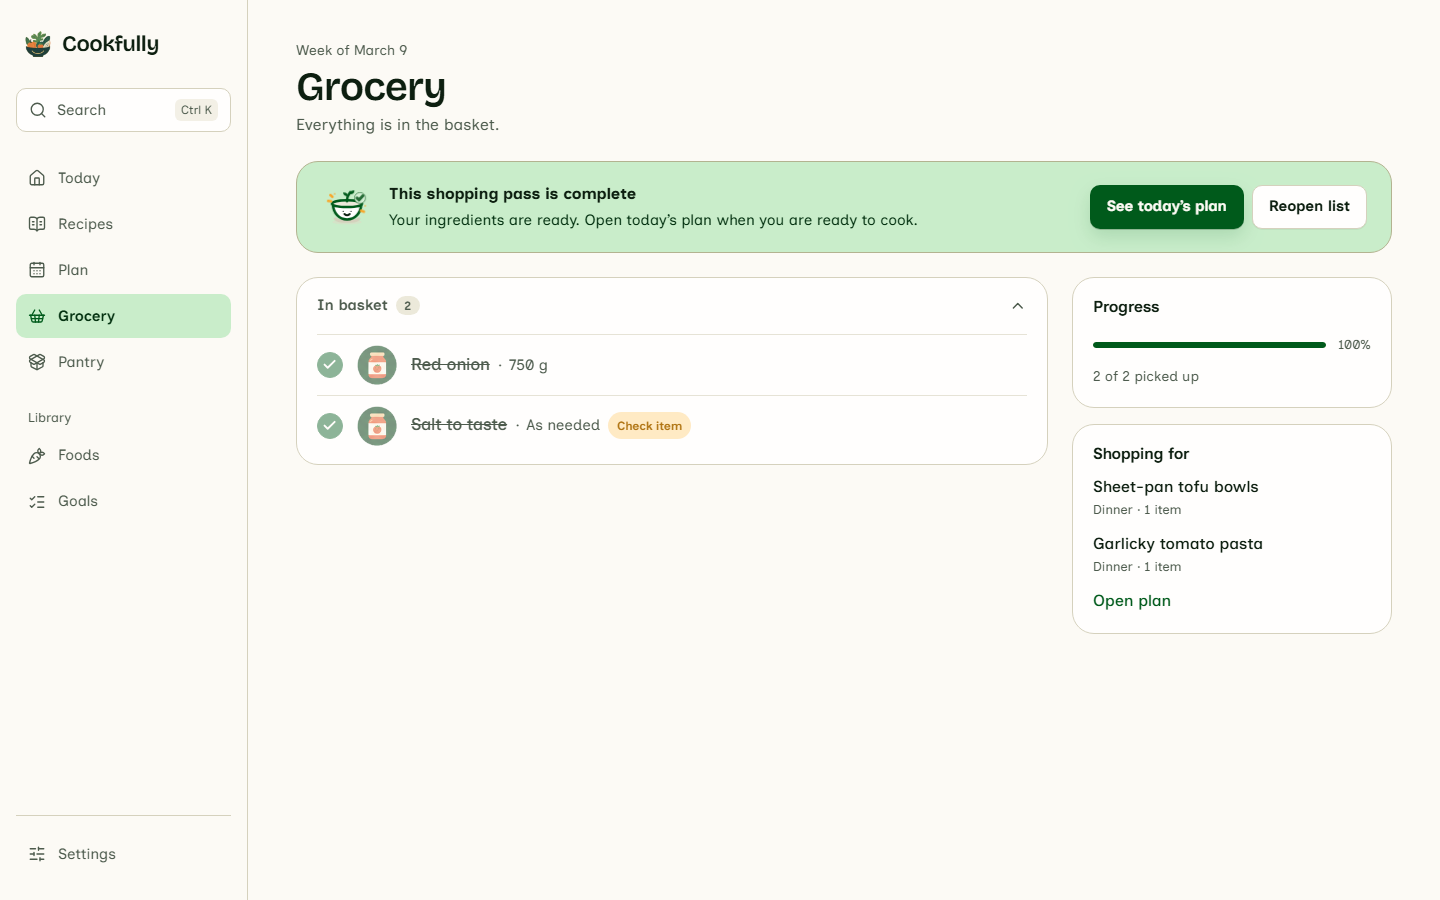 Cookfully
Search
Ctrl K
Today
Recipes
Plan
Grocery
Pantry
Library
Foods
Goals
Settings
Week of March 9
Grocery
Everything is in the basket.
This shopping pass is complete
Your ingredients are ready. Open today’s plan when you are ready to cook.
See today’s plan
Reopen list
In basket 2
Red onion · 750 g
Salt to taste · As needed Check item
Progress
100%
2 of 2 picked up
Shopping for
Sheet-pan tofu bowls
Dinner · 1 item
Garlicky tomato pasta
Dinner · 1 item
Open plan